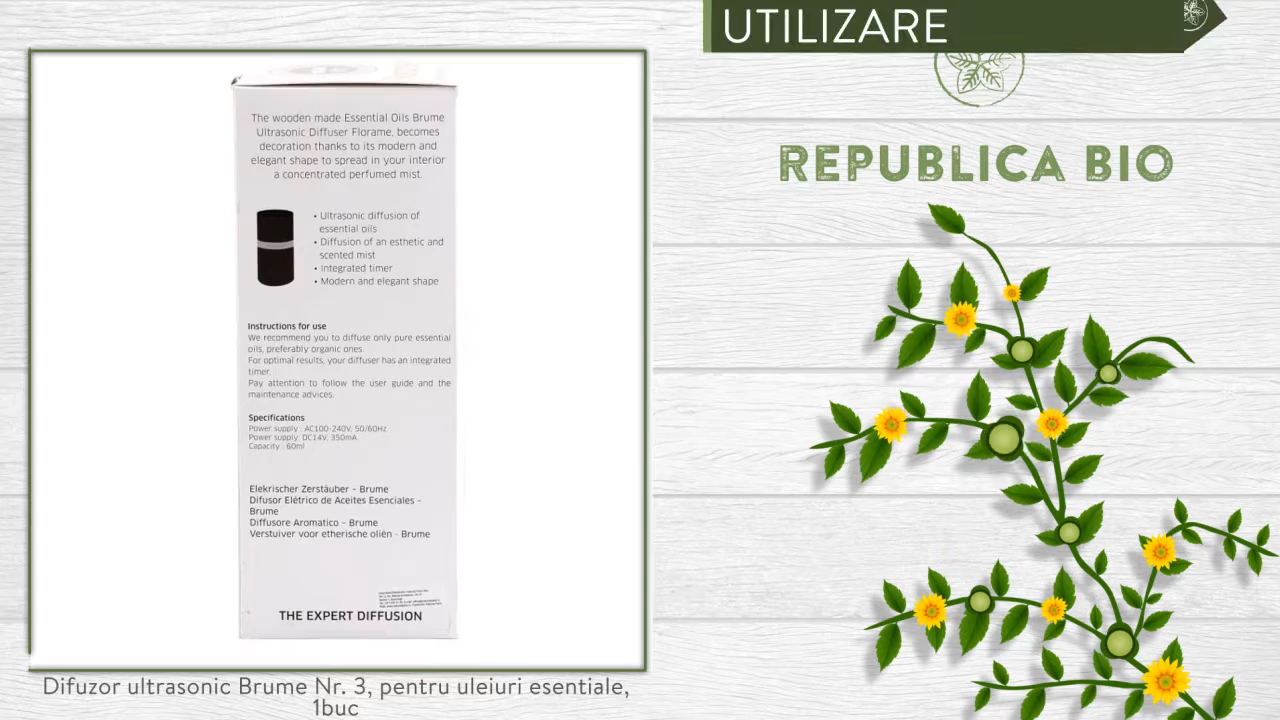 UTILIZARE
REPUBLICA BIO
The wooden made Essential Oils Brume
Ultrasonic Diffuser Florame, becomes
decoration thanks to its modern and
elegant shape to spread in your interior
a concentrated perfumed mist.
• Ultrasonic diffusion of
essential oils
• Diffusion of an esthetic and
scented mist
• Integrated timer
• Modern and elegant shape
Instructions for use
We recommend you to diffuse only pure essential
oils, preferably organic ones.
For optimal results, your diffuser has an integrated
timer.
Pay attention to follow the user guide and the
maintenance advices.
Specifications
Power supply : AC100-240V, 50/60Hz
Power supply: DC14V, 350mA
Capacity : 60ml
Elekrischer Zerstäuber - Brume
Difusor Elétrico de Aceites Esenciales -
Brume
Diffusore Aromatico - Brume
Verstuiver voor etherische oliën - Brume
THE EXPERT DIFFUSION
Difuzor ultrasonic Brume Nr. 3, pentru uleiuri esentiale,
1buc